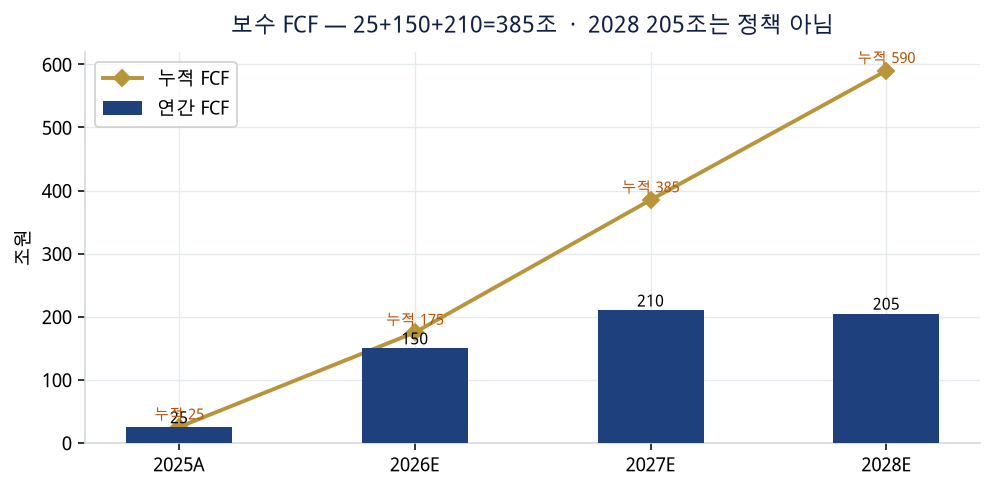 보수 FCF — 25+150+210=385조 · 2028 205조는 정책 아님
누적 FCF
연간 FCF
조원
600
500
400
300
200
100
0
누적 25
25
누적 175
150
누적 385
210
누적 590
205
2025A
2026E
2027E
2028E